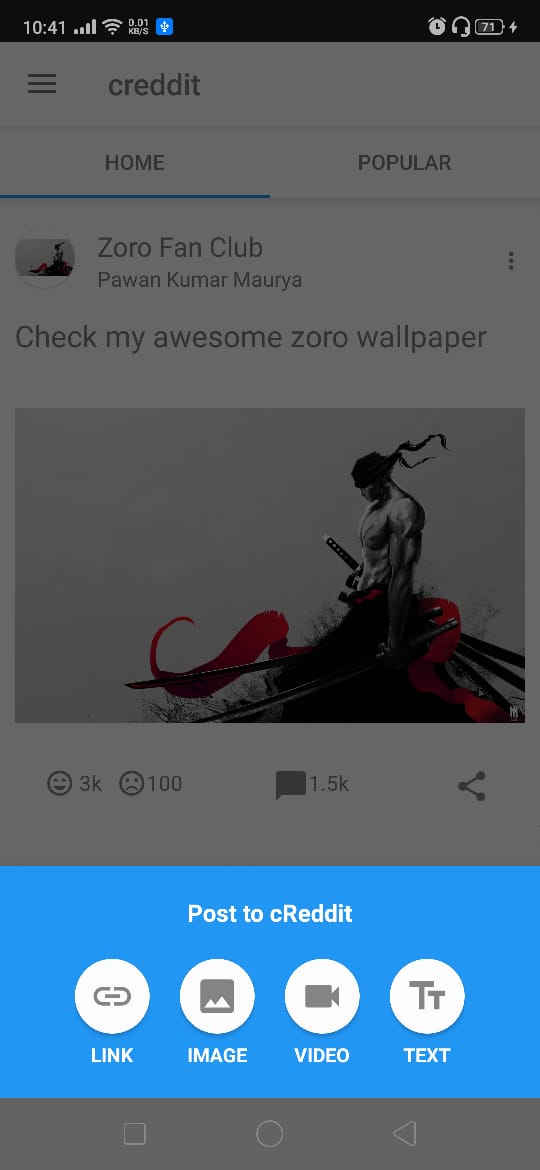 10:41 0.01 KB/S 71
creddit
HOME POPULAR
Zoro Fan Club
Pawan Kumar Maurya
Check my awesome zoro wallpaper
3k 100 1.5k
Post to cReddit
LINK IMAGE VIDEO TEXT